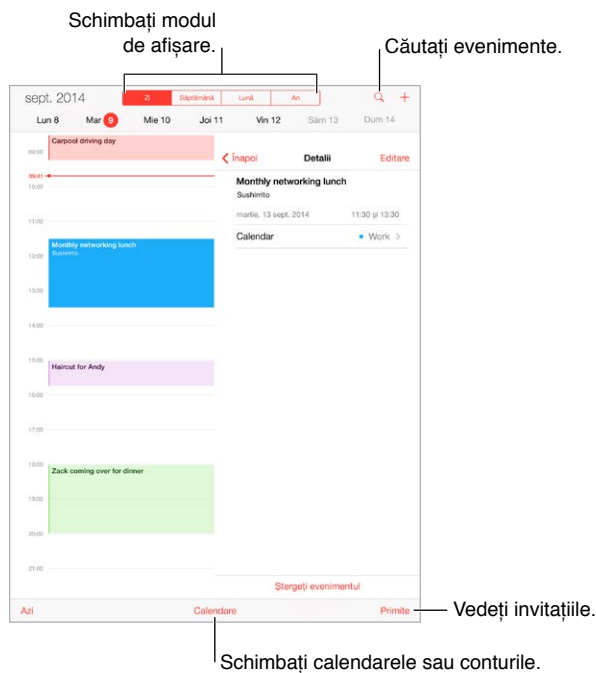 Schimbați modul
de afișare.
Căutați evenimente.
sept. 2014
Zi Săptămână Lună An
Lun 8 Mar 9 Mie 10 Joi 11 Vin 12 Sâm 13 Dum 14
09:00
Carpool driving day
09:41
10:00
11:00
Monthly networking lunch
Sushirrito
12:00
13:00
14:00
15:00
Haircut for Andy
16:00
17:00
18:00
Zack coming over for dinner
19:00
20:00
21:00
Înapoi Detalii Editare
Monthly networking lunch
Sushirrito
martie, 13 sept. 2014 11:30 și 13:30
Calendar Work
Ștergeți evenimentul
Azi Calendare Primite
Vedeți invitațiile.
Schimbați calendarele sau conturile.